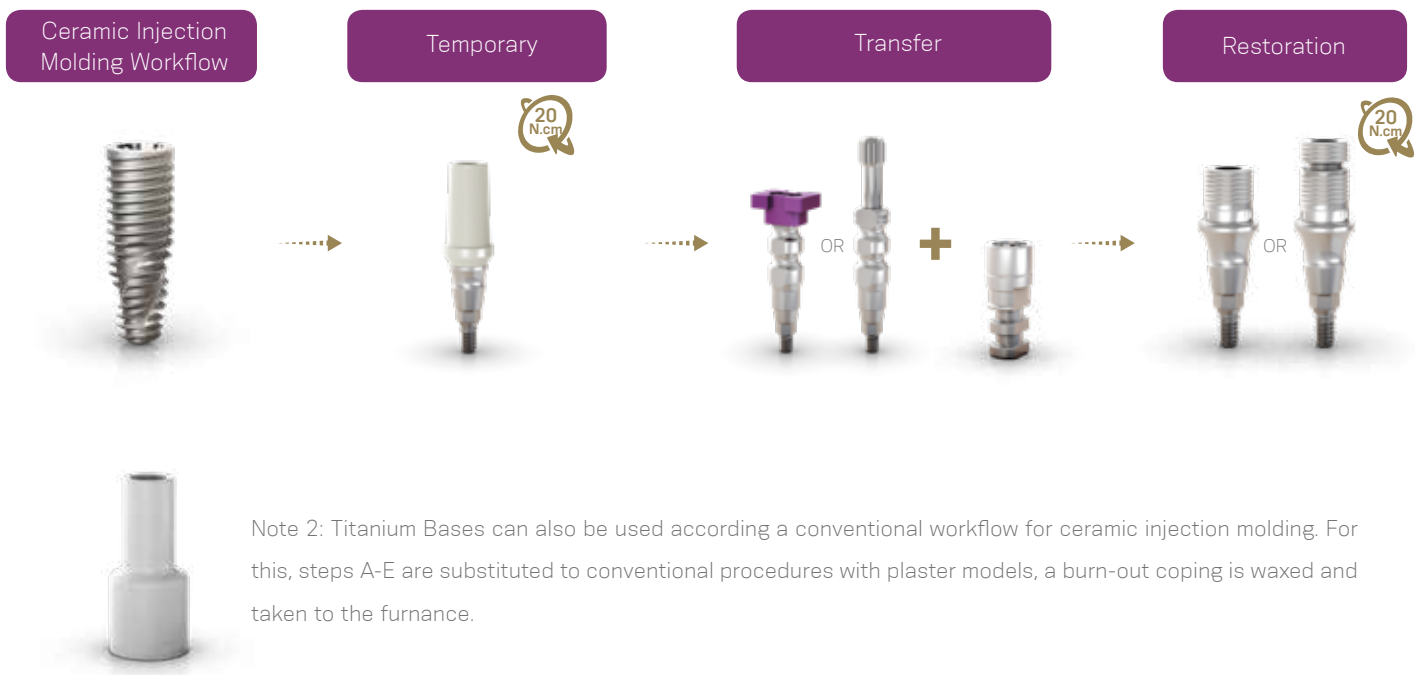 Ceramic Injection
Molding Workflow
Temporary
Transfer
Restoration
20
N.cm
20
N.cm
OR
OR
Note 2: Titanium Bases can also be used according a conventional workflow for ceramic injection molding. For
this, steps A-E are substituted to conventional procedures with plaster models, a burn-out coping is waxed and
taken to the furnance.